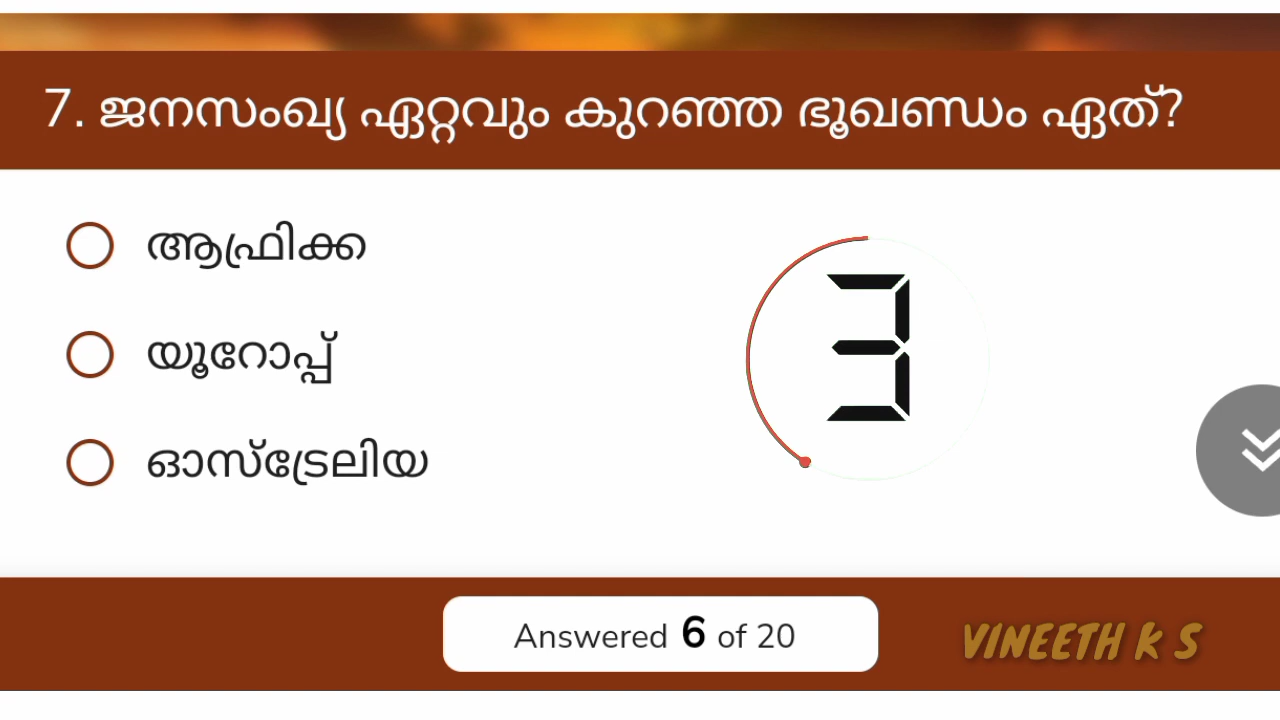 7. ജനസംഖ്യ ഏറ്റവും കുറഞ്ഞ ഭൂഖണ്ഡം ഏത്?
ആഫ്രിക്ക
യൂറോപ്പ്
ഓസ്ട്രേലിയ
3
Answered 6 of 20
VINEETH K S